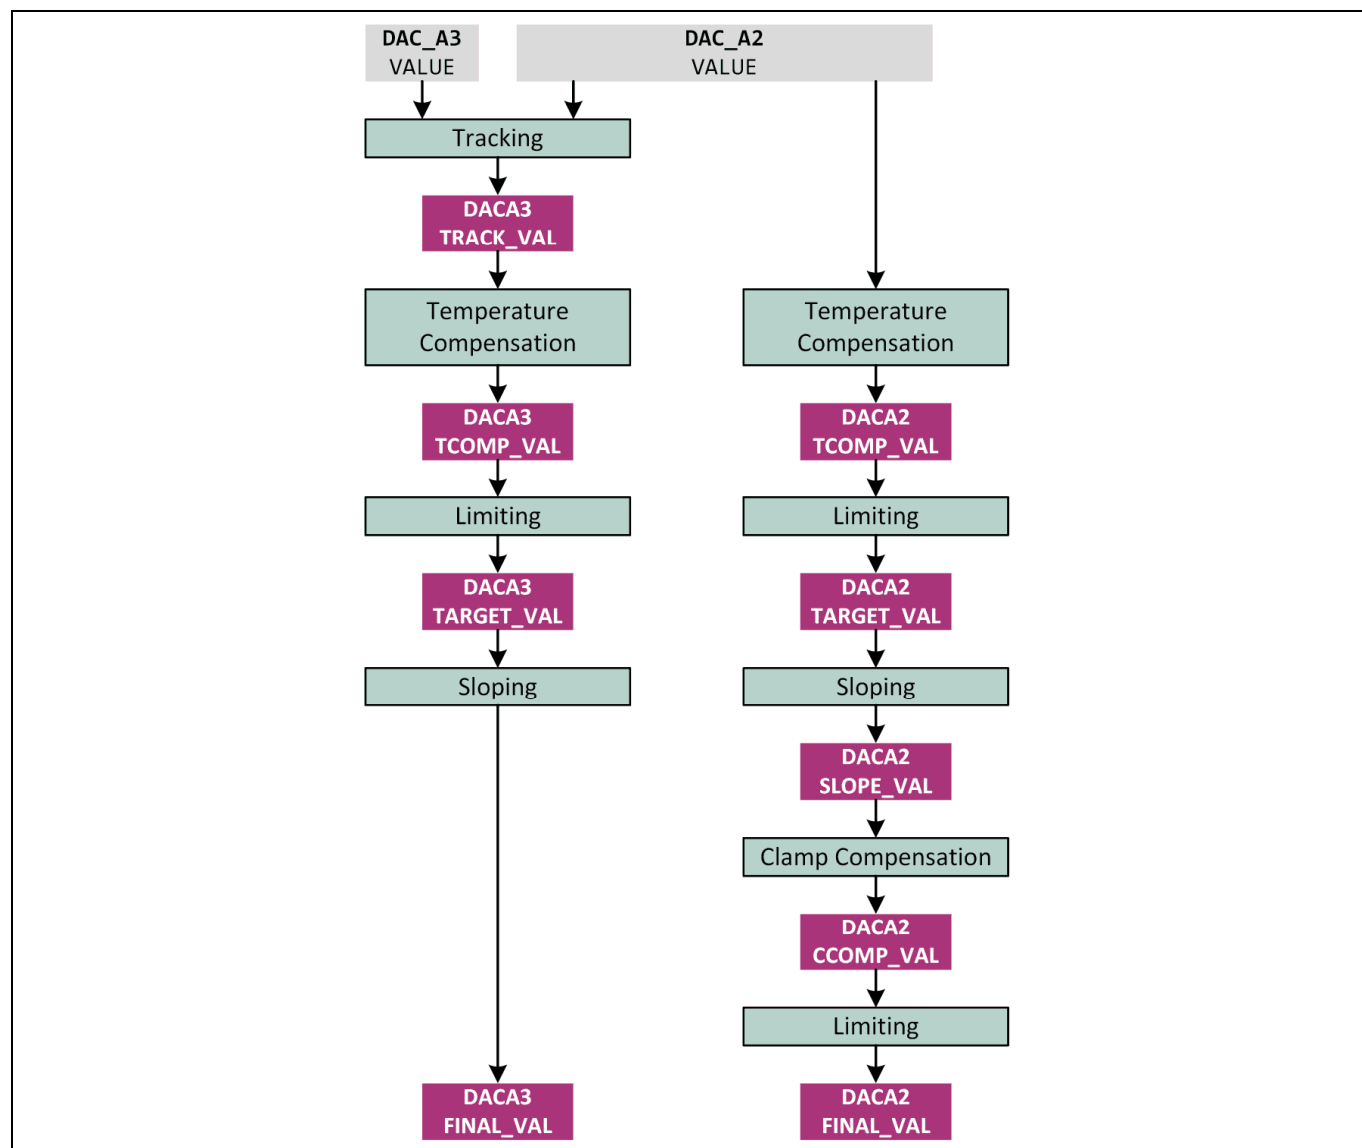 DAC_A3
VALUE
DAC_A2
VALUE
Tracking
DACA3
TRACK_VAL
Temperature
Compensation
Temperature
Compensation
DACA3
TCOMP_VAL
DACA2
TCOMP_VAL
Limiting
Limiting
DACA3
TARGET_VAL
DACA2
TARGET_VAL
Sloping
Sloping
DACA2
SLOPE_VAL
Clamp Compensation
DACA2
CCOMP_VAL
Limiting
DACA3
FINAL_VAL
DACA2
FINAL_VAL